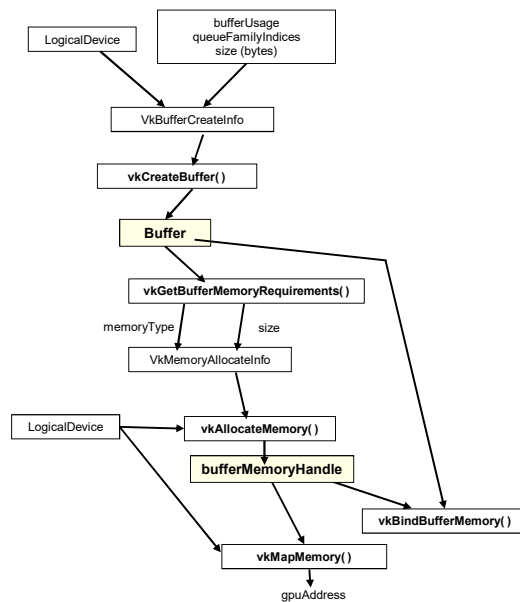 bufferUsage
queueFamilyIndices
size (bytes)
LogicalDevice
VkBufferCreateInfo
vkCreateBuffer( )
Buffer
vkGetBufferMemoryRequirements( )
memoryType
size
VkMemoryAllocateInfo
LogicalDevice
vkAllocateMemory( )
bufferMemoryHandle
vkBindBufferMemory( )
vkMapMemory( )
gpuAddress